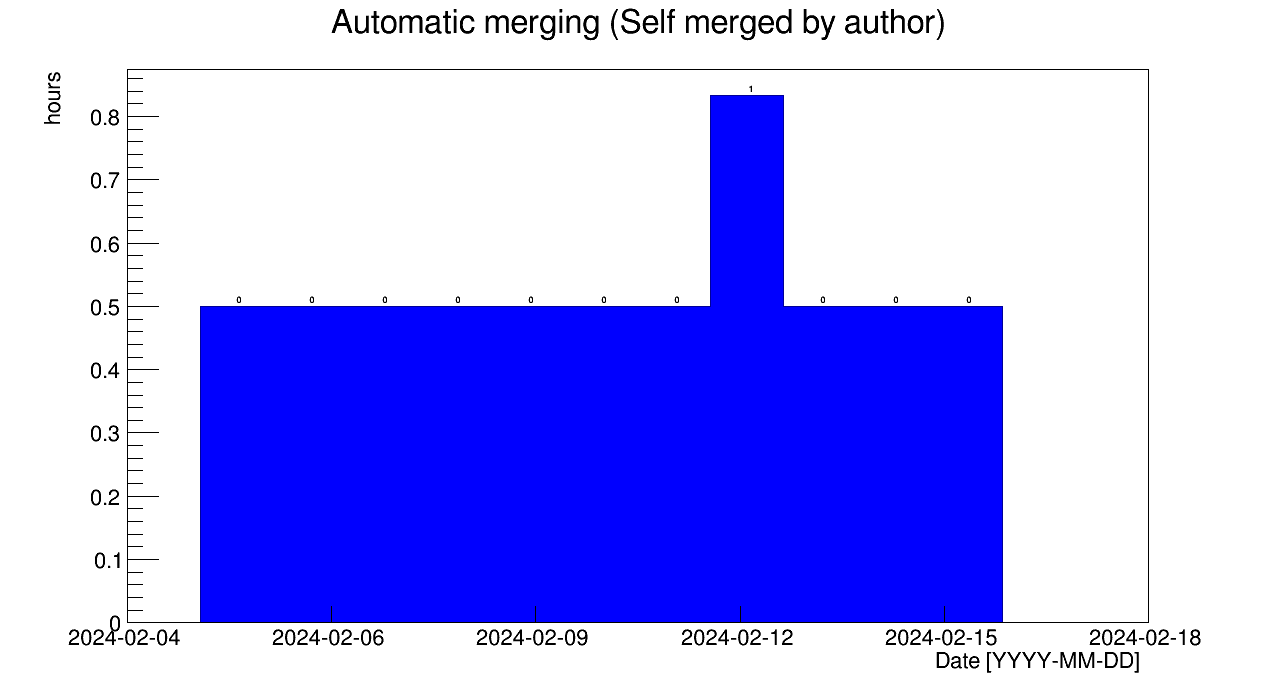 Automatic merging (Self merged by author)
hours
1
0.8
0.7
0.6
0 0 0 0 0 0 0 0 0 0
0.5
0.4
0.3
0.2
0.1
0
2024-02-04 2024-02-06 2024-02-09 2024-02-12 2024-02-15 2024-02-18
Date [YYYY-MM-DD]